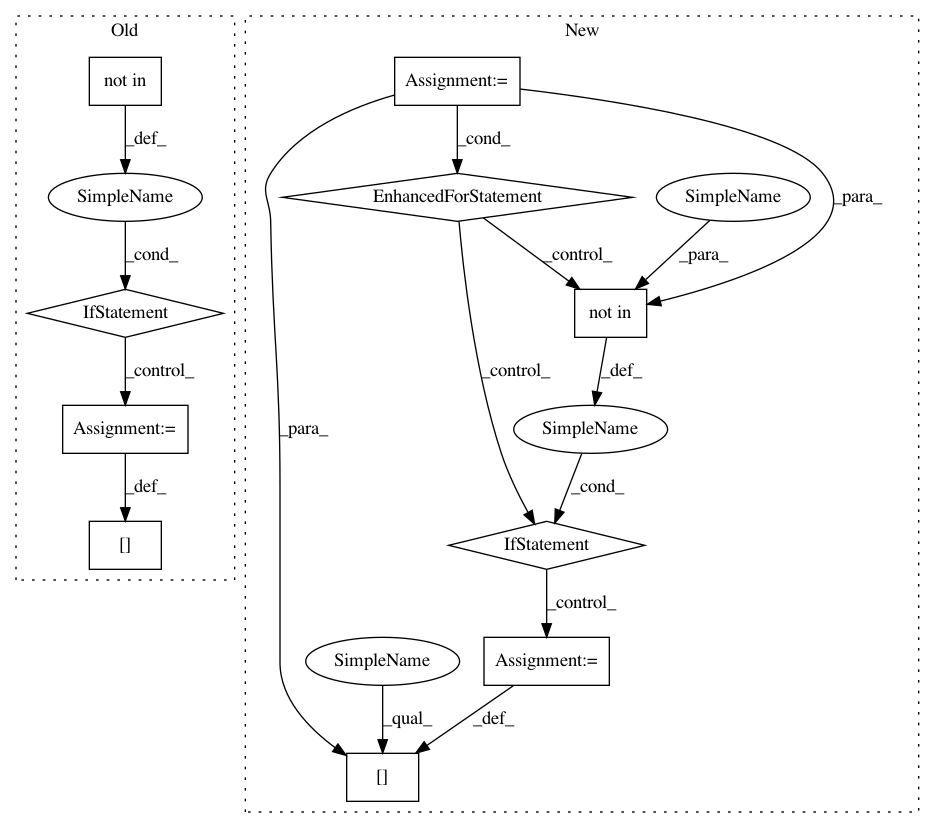 Old
New
not in
Assignment:=
_def_
_cond_
SimpleName
EnhancedForStatement
SimpleName
_para_
_cond_
_control_
_para_
IfStatement
not in
_control_
_control_
_def_
Assignment:=
_para_
SimpleName
_def_
_cond_
[]
IfStatement
_control_
SimpleName
Assignment:=
_qual_
_def_
[]